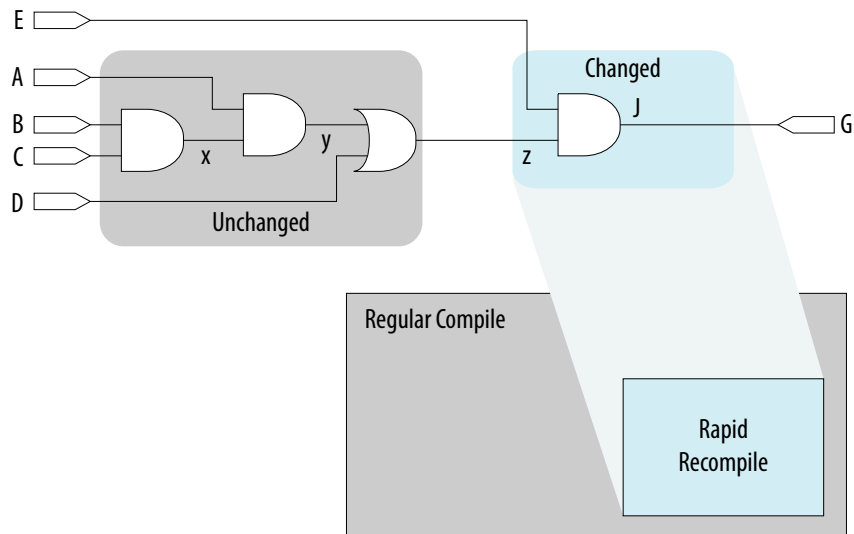 E
Changed
A
J
B
G
y
C
x
z
D
Unchanged
Regular Compile
Rapid
Recompile